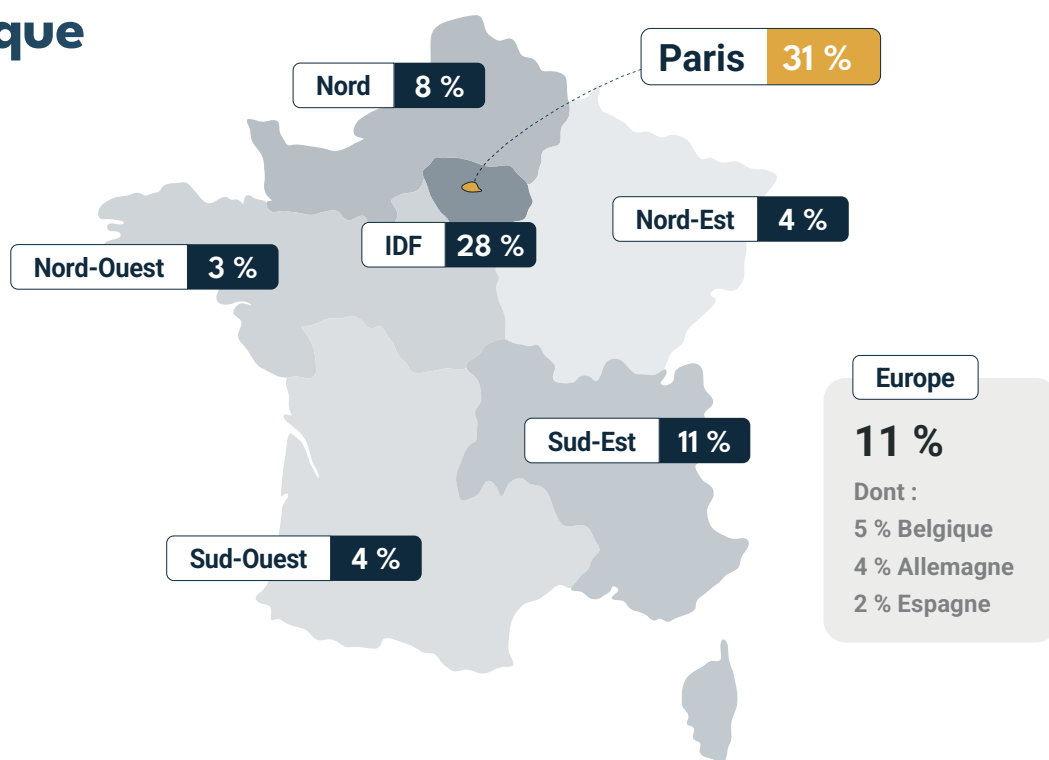 que
Paris 31 %
Nord 8 %
Nord-Est 4 %
IDF 28 %
Nord-Ouest 3 %
Europe
11 %
Dont :
5 % Belgique
4 % Allemagne
2 % Espagne
Sud-Est 11 %
Sud-Ouest 4 %